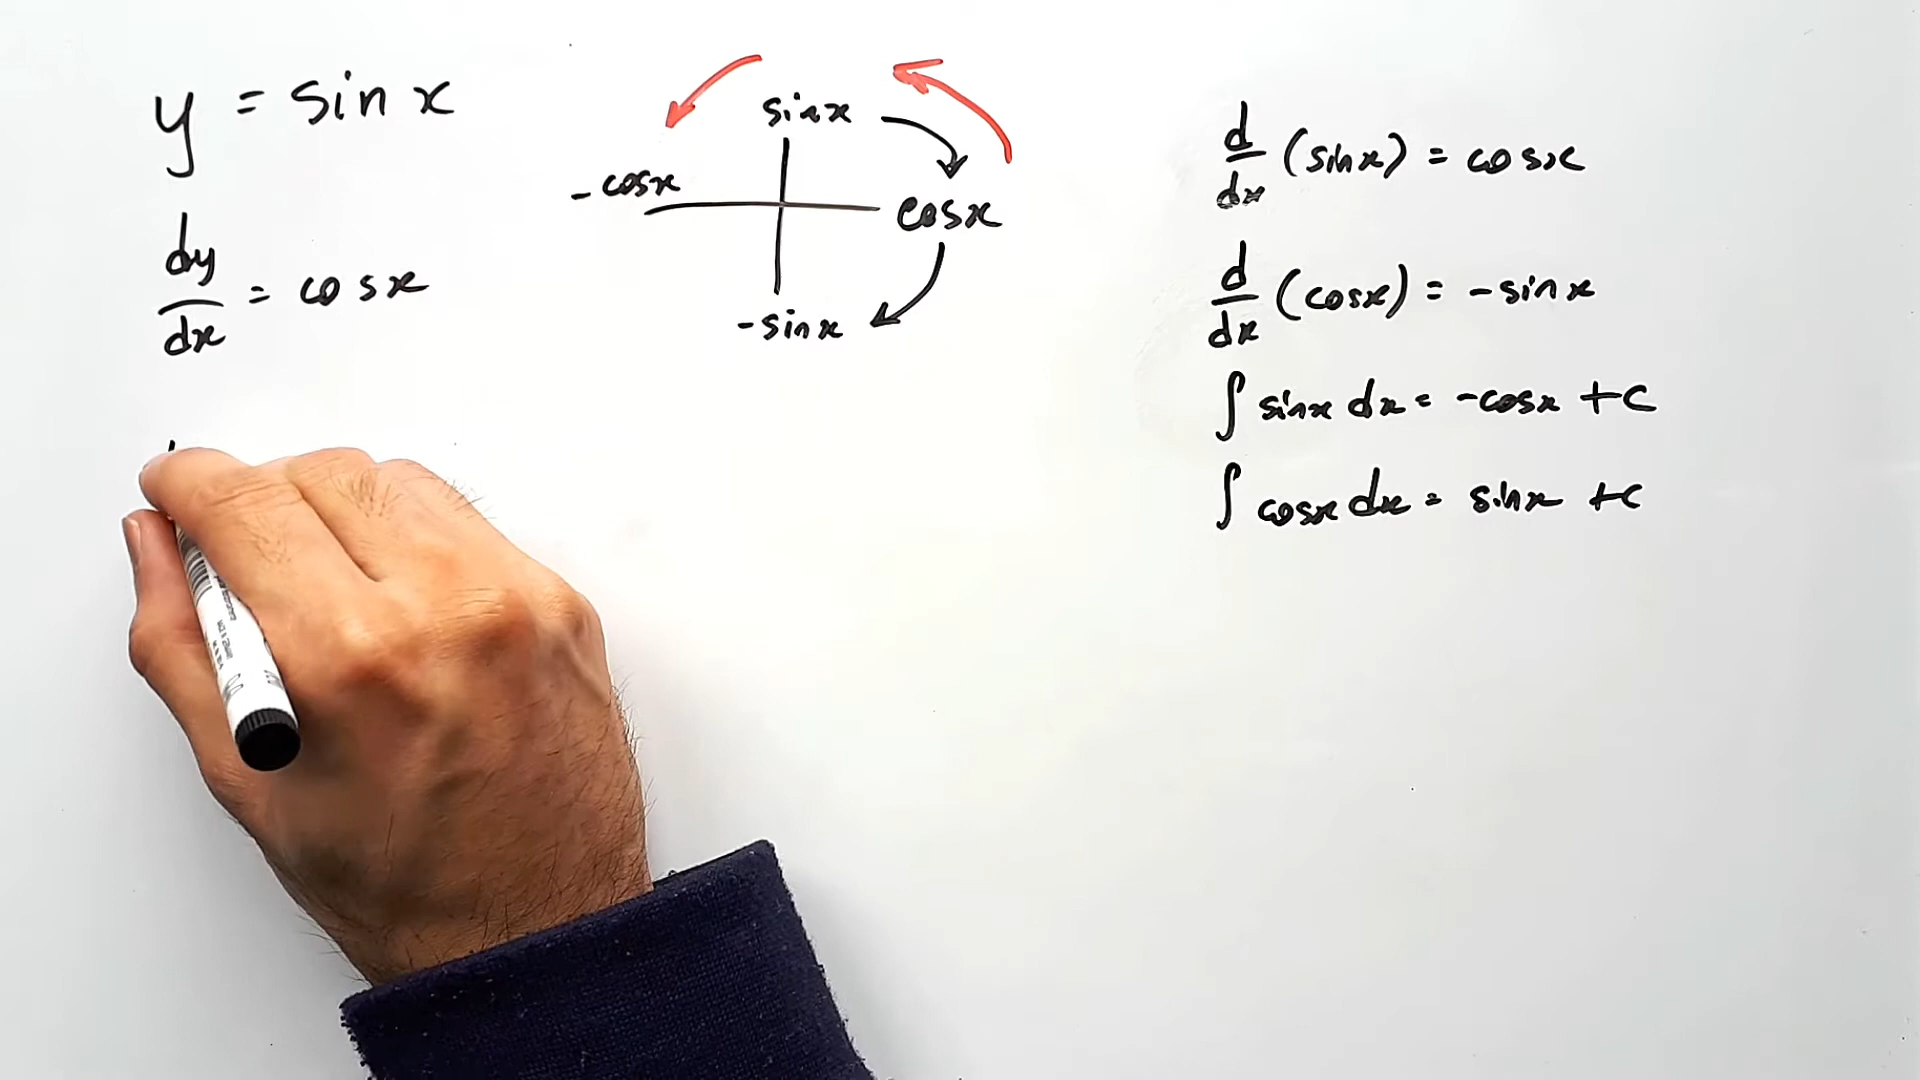 y = sin x
dy/dx = cos x
sin x
- cos x
cos x
- sin x
d/dx (sin x) = cos x
d/dx (cos x) = - sin x
∫ sin x dx = - cos x + C
∫ cos x dx = sin x + C